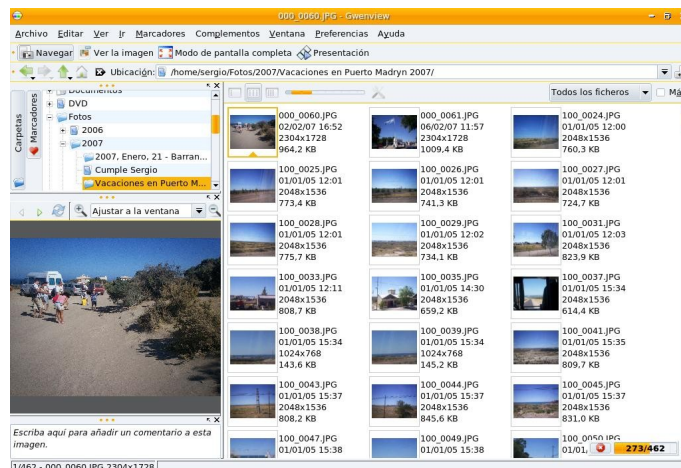 000_0060.JPG - Gwenview
Archivo Editar Ver Ir Marcadores Complementos Ventana Preferencias Ayuda
Navegar Ver la imagen Modo de pantalla completa Presentación
Ubicación: /home/sergio/Fotos/2007/Vacaciones en Puerto Madryn 2007/
Carpetas
Marcadores
Documentos
DVD
Fotos
2006
2007
2007, Enero, 21 - Barran...
Cumple Sergio
Vacaciones en Puerto M...
Ajustar a la ventana
Escriba aquí para añadir un comentario a esta
imagen.
Todos los ficheros Má
000_0060.JPG
02/02/07 16:52
2304x1728
964,2 KB
000_0061.JPG
06/02/07 11:57
2304x1728
1009,4 KB
100_0024.JPG
01/01/05 12:00
2048x1536
760,3 KB
100_0025.JPG
01/01/05 12:01
2048x1536
773,4 KB
100_0026.JPG
01/01/05 12:01
2048x1536
741,3 KB
100_0027.JPG
01/01/05 12:01
2048x1536
724,7 KB
100_0028.JPG
01/01/05 12:01
2048x1536
775,7 KB
100_0029.JPG
01/01/05 12:02
2048x1536
734,1 KB
100_0031.JPG
01/01/05 12:03
2048x1536
823,9 KB
100_0033.JPG
01/01/05 12:11
2048x1536
808,7 KB
100_0035.JPG
01/01/05 14:30
2048x1536
659,2 KB
100_0037.JPG
01/01/05 15:34
2048x1536
614,4 KB
100_0038.JPG
01/01/05 15:34
1024x768
143,6 KB
100_0039.JPG
01/01/05 15:34
1024x768
145,2 KB
100_0041.JPG
01/01/05 15:35
2048x1536
809,7 KB
100_0043.JPG
01/01/05 15:37
2048x1536
808,2 KB
100_0044.JPG
01/01/05 15:37
2048x1536
845,6 KB
100_0045.JPG
01/01/05 15:37
2048x1536
831,0 KB
100_0047.JPG
01/01/05 15:38
100_0049.JPG
01/01/05 15:38
100_0050.JPG
01/01,
273/462
1/462 - 000_0060.JPG 2304x1728